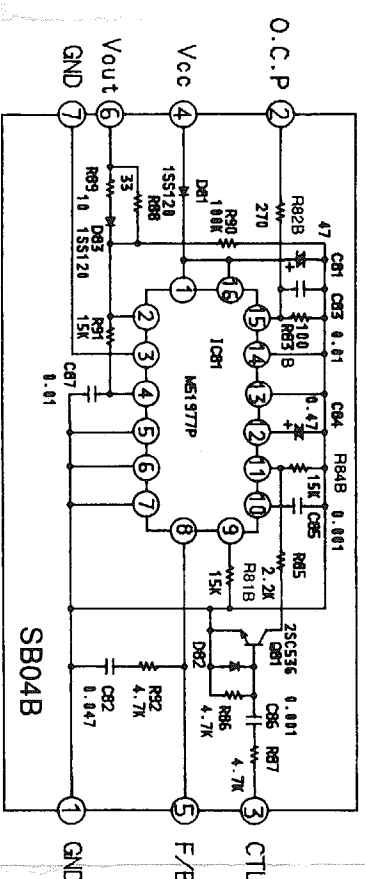 GND
Vout
Vcc
O.C.P
7
6
4
2
R89
10
33
R88
D83
1SS120
1SS120
D81
R90
100K
R82B
270
47
C81
+
C83
0.01
100
R83 B
R91
15K
C87
0.01
IC81
M51977P
1
2
3
4
5
6
7
8
9
10
11
12
13
14
15
16
0.47
C84
+
R84B
15K
C85
0.001
R85
2.2K
R81B
15K
2SC536
Q81
D82
R86
4.7K
C86
0.001
R87
4.7K
SB04B
C82
0.047
R92
4.7K
1
5
3
GND
F/B
CTL